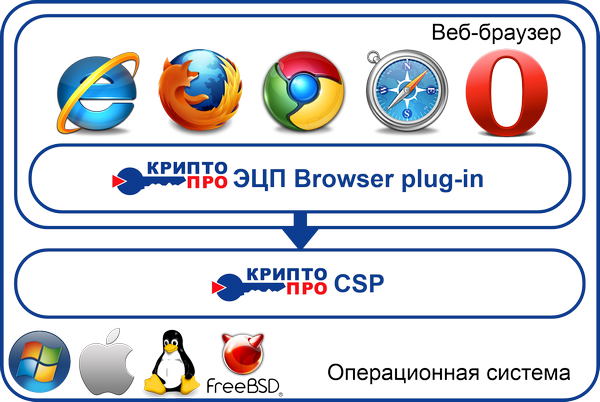 Веб-браузер
КРИПТО
ПРО ЭЦП Browser plug-in
КРИПТО
ПРО CSP
FreeBSD®
Операционная система